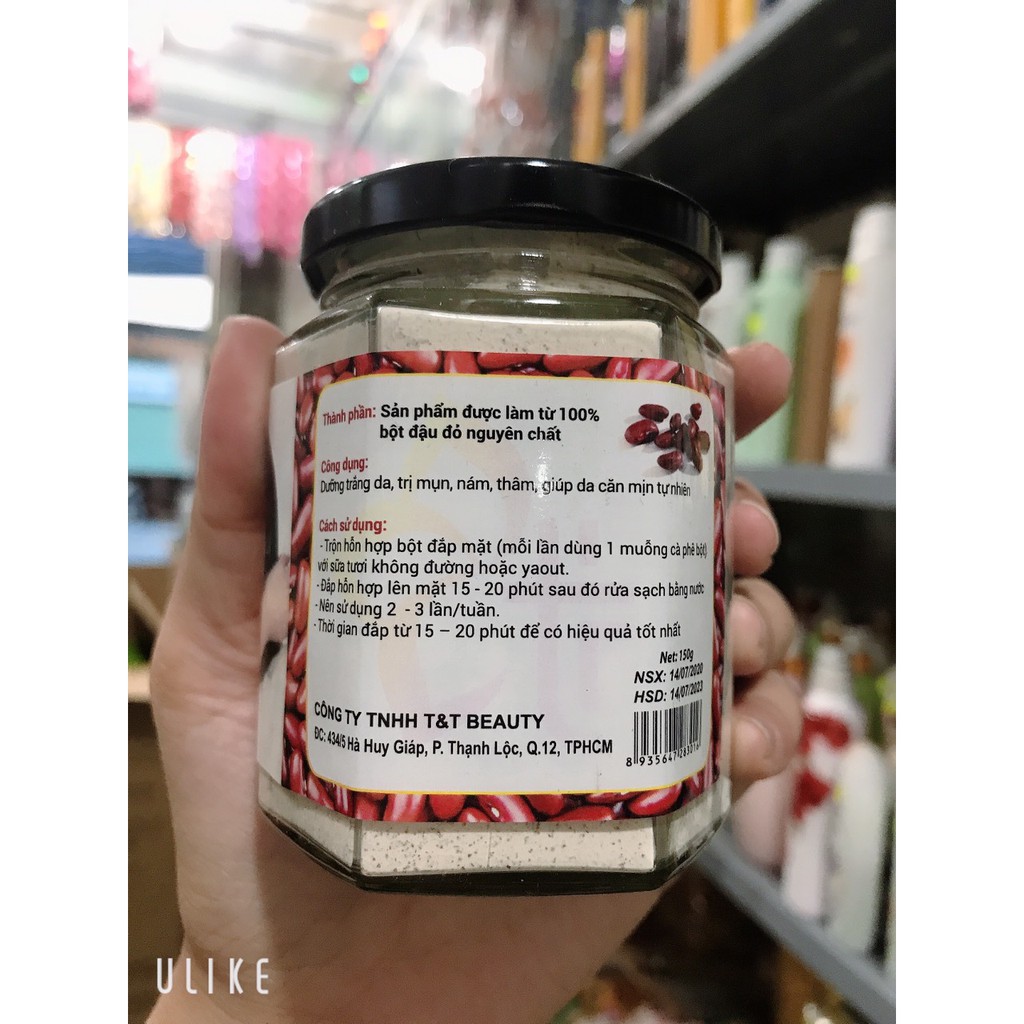 Thành phần: Sản phẩm được làm từ 100%
bột đậu đỏ nguyên chất
Công dụng:
Dưỡng trắng da, trị mụn, nám, thâm, giúp da căn mịn tự nhiên
Cách sử dụng:
- Trộn hỗn hợp bột đắp mặt (mỗi lần dùng 1 muỗng cà phê bột)
với sữa tươi không đường hoặc yaout.
- Đắp hỗn hợp lên mặt 15 - 20 phút sau đó rửa sạch bằng nước
- Nên sử dụng 2 - 3 lần/tuần.
- Thời gian đắp từ 15 – 20 phút để có hiệu quả tốt nhất
Net: 150g
NSX: 14/07/2020
HSD: 14/07/2023
CÔNG TY TNHH T&T BEAUTY
ĐC: 434/5 Hà Huy Giáp, P. Thạnh Lộc, Q.12, TPHCM
8 935647 283016
ULIKE